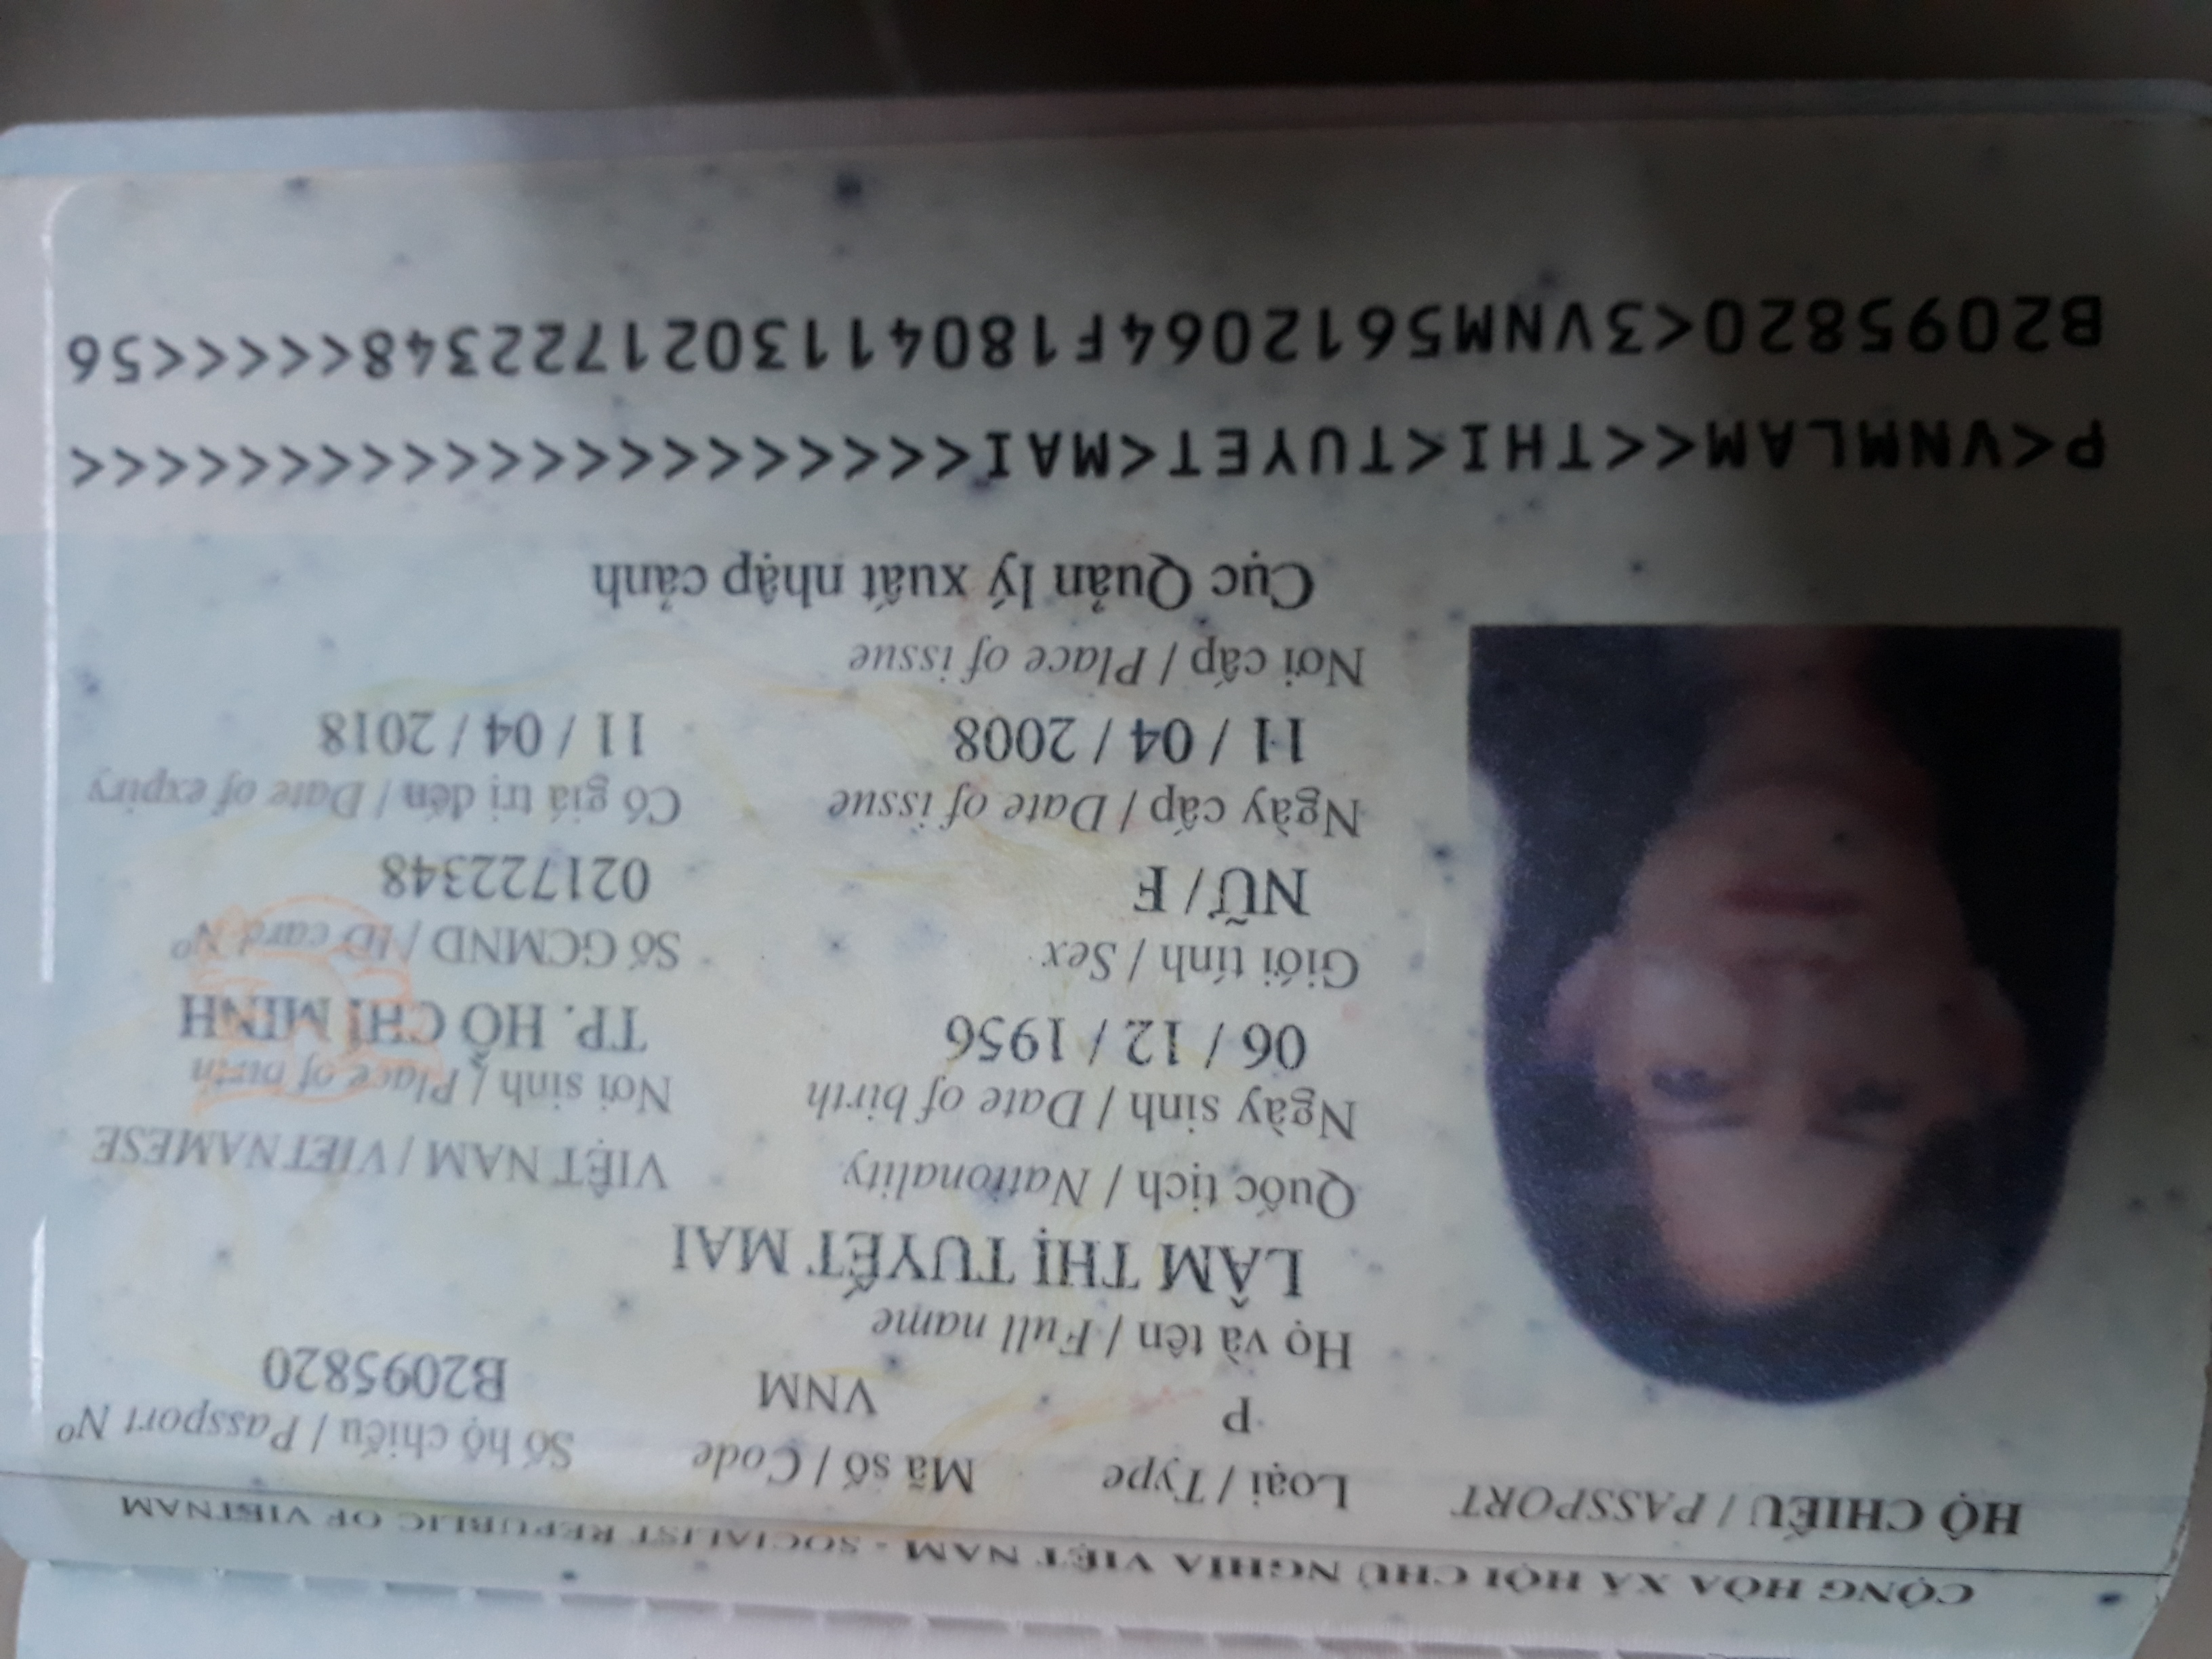 CỘNG HÒA XÃ HỘI CHỦ NGHĨA VIỆT NAM - SOCIALIST REPUBLIC OF VIETNAM
HỘ CHIẾU / PASSPORT
Loại / Type Mã số / Code Số hộ chiếu / Passport Nº
P VNM B2095820
Họ và tên / Full name
LÂM THỊ TUYẾT MAI
Quốc tịch / Nationality VIỆT NAM / VIETNAMESE
Ngày sinh / Date of birth Nơi sinh / Place of birth
06 / 12 / 1956 TP. HỒ CHÍ MINH
Giới tính / Sex Số GCMND / ID card Nº
NỮ / F 021722348
Ngày cấp / Date of issue Có giá trị đến / Date of expiry
11 / 04 / 2008 11 / 04 / 2018
Nơi cấp / Place of issue
Cục Quản lý xuất nhập cảnh
P<VNMLAM<<THI<TUYET<MAI<<<<<<<<<<<<<<<<<<<<<
B2095820<3VNM5612064F1804113021722348<<<<<56